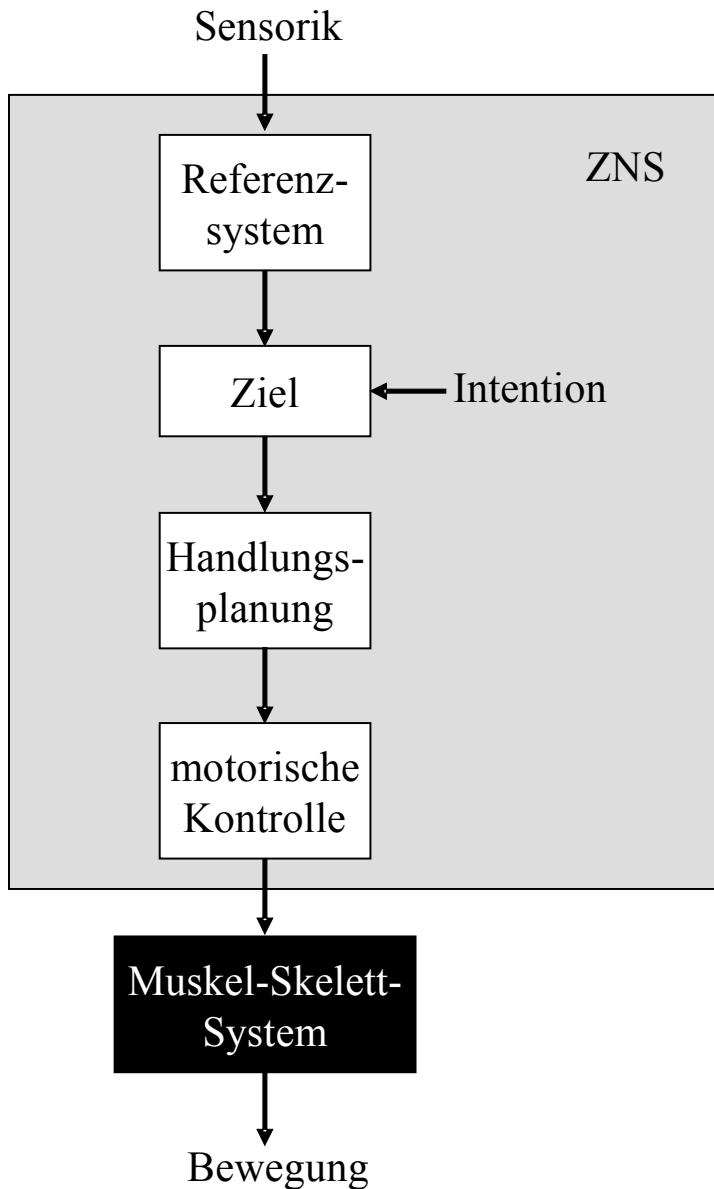 Sensorik
ZNS
Referenz-
system
Ziel
Intention
Handlungs-
planung
motorische
Kontrolle
Muskel-Skelett-
System
Bewegung